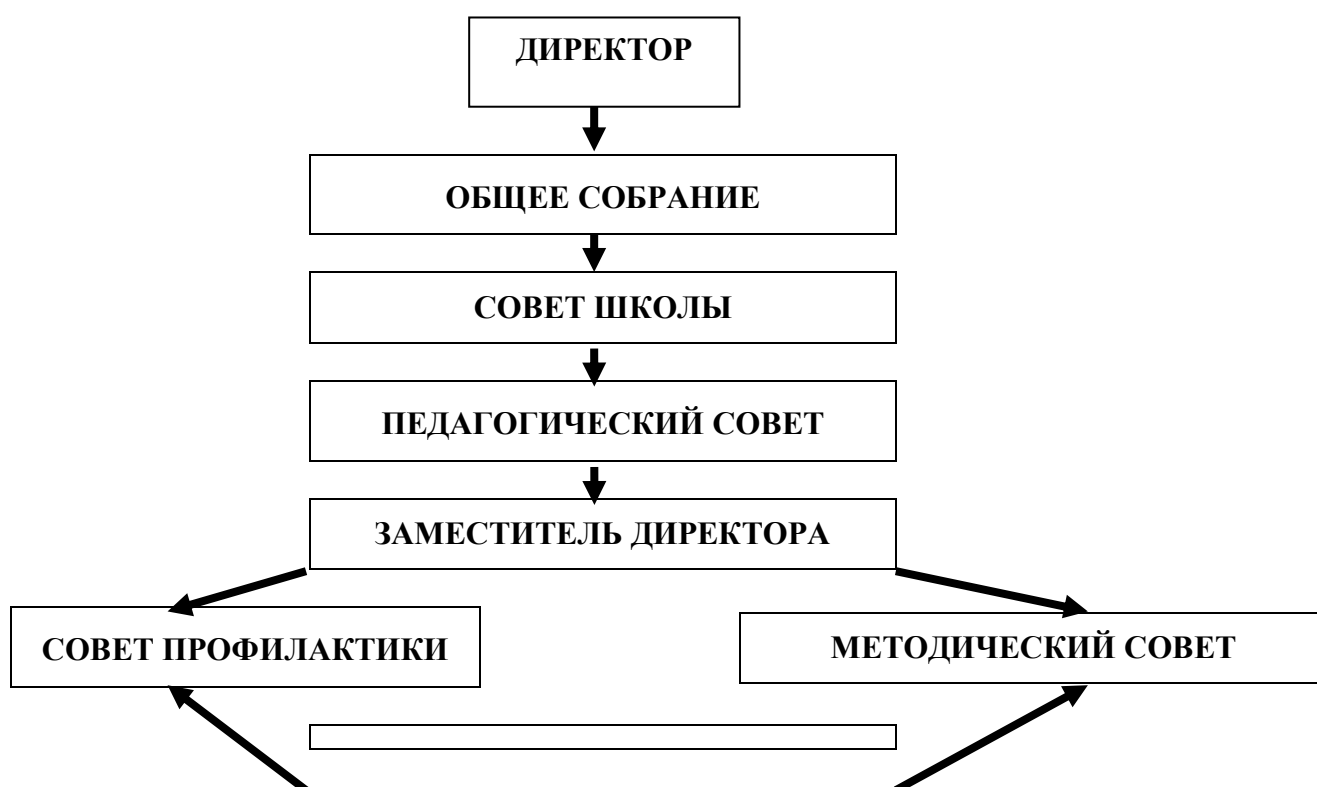 ДИРЕКТОР
ОБЩЕЕ СОБРАНИЕ
СОВЕТ ШКОЛЫ
ПЕДАГОГИЧЕСКИЙ СОВЕТ
ЗАМЕСТИТЕЛЬ ДИРЕКТОРА
СОВЕТ ПРОФИЛАКТИКИ
МЕТОДИЧЕСКИЙ СОВЕТ